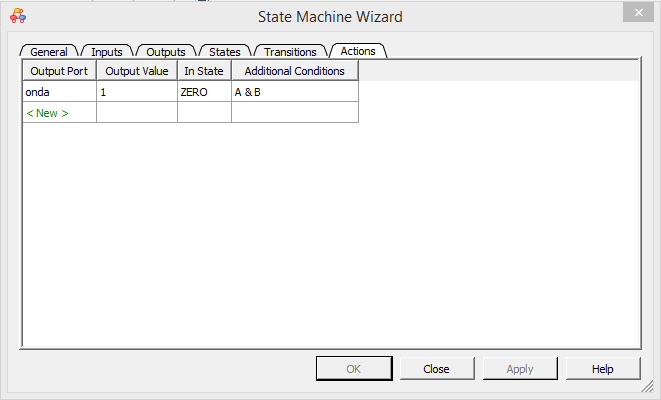 State Machine Wizard
General Inputs Outputs States Transitions Actions
Output Port Output Value In State Additional Conditions
onda 1 ZERO A & B
< New >
OK Close Apply Help